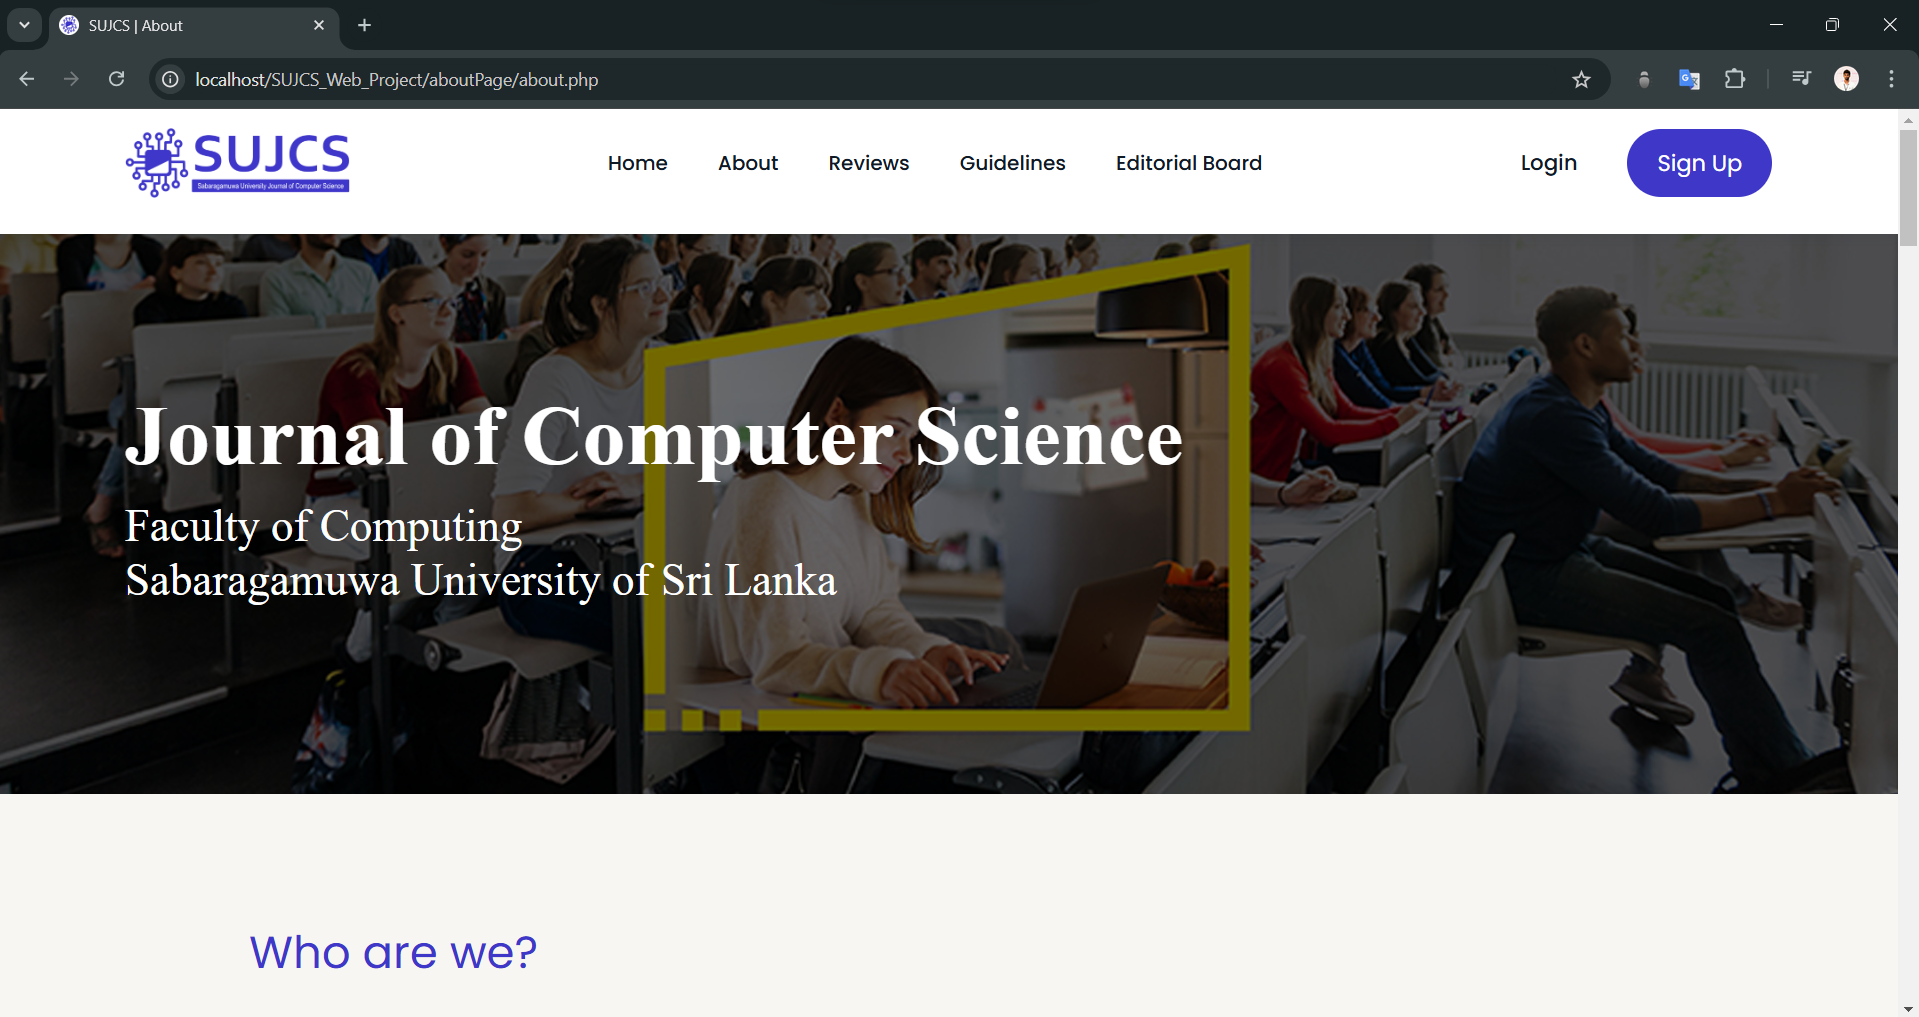 SUJCS | About
localhost/SUJCS_Web_Project/aboutPage/about.php
SUJCS
Sabaragamuwa University Journal of Computer Science
Home
About
Reviews
Guidelines
Editorial Board
Login
Sign Up
Journal of Computer Science
Faculty of Computing
Sabaragamuwa University of Sri Lanka
Who are we?